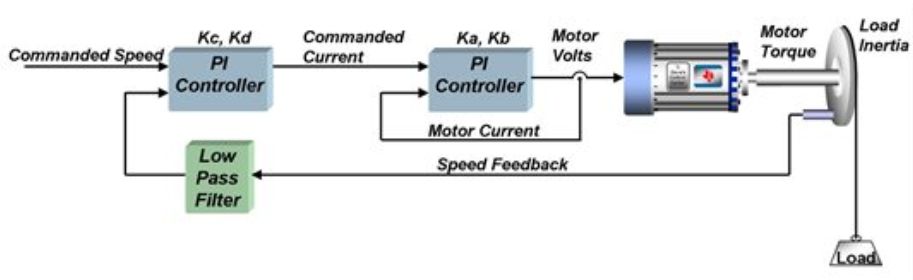 Kc, Kd
Commanded Speed
PI
Controller
Commanded
Current
Ka, Kb
PI
Controller
Motor
Volts
Motor
Torque
Load
Inertia
Motor Current
Speed Feedback
Low
Pass
Filter
Load